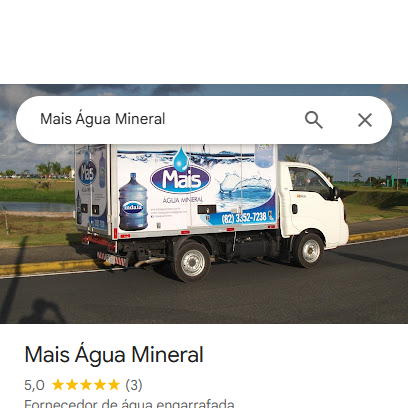 Mais Água Mineral
Mais
ÁGUA MINERAL
Indaiá
(82) 3352-7238
Mais
Mais Água Mineral
5,0 (3)
Fornecedor de água engarrafada